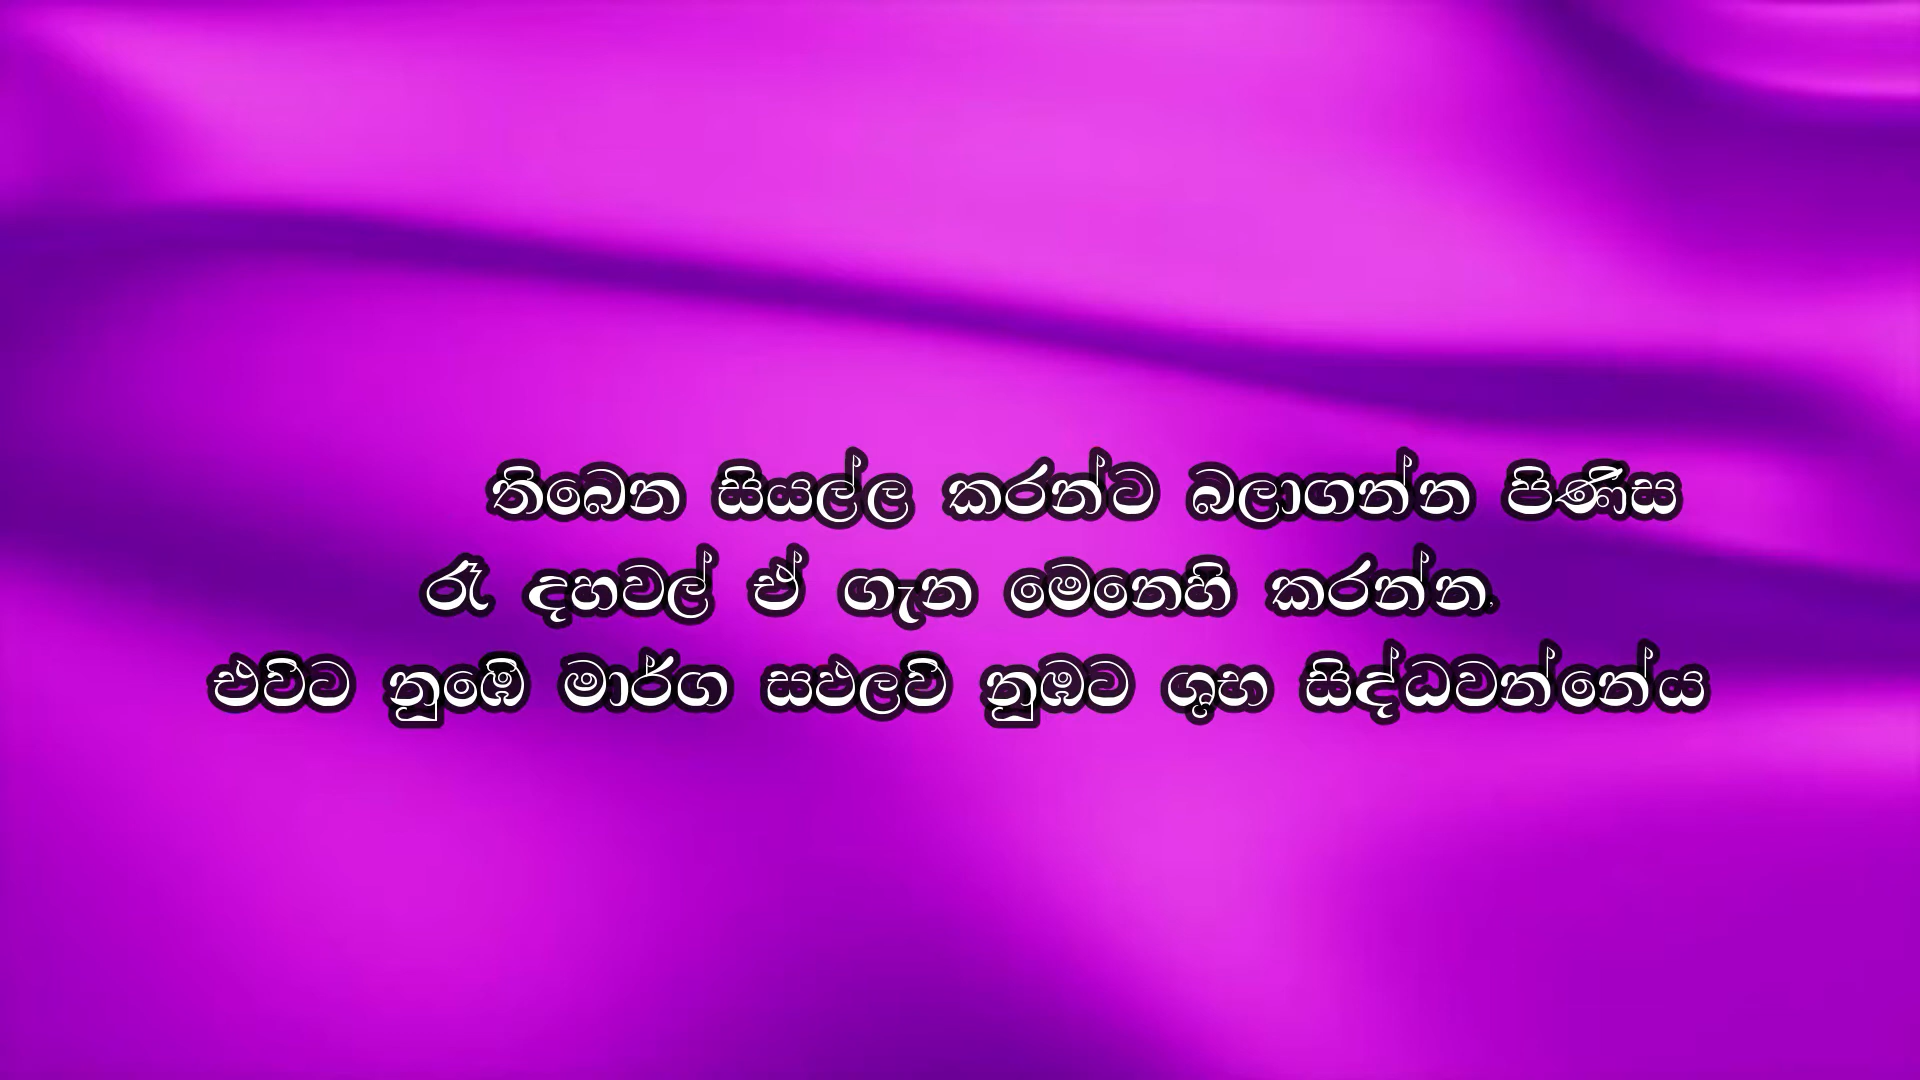 තිබෙන සියල්ල කරන්ට බලාගන්න පිණිස
රෑ දහවල් ඒ ගැන මෙනෙහි කරන්න.
එවිට නුඹේ මාර්ග සඵලවී නුඹට ශුභ සිද්ධවන්නේය